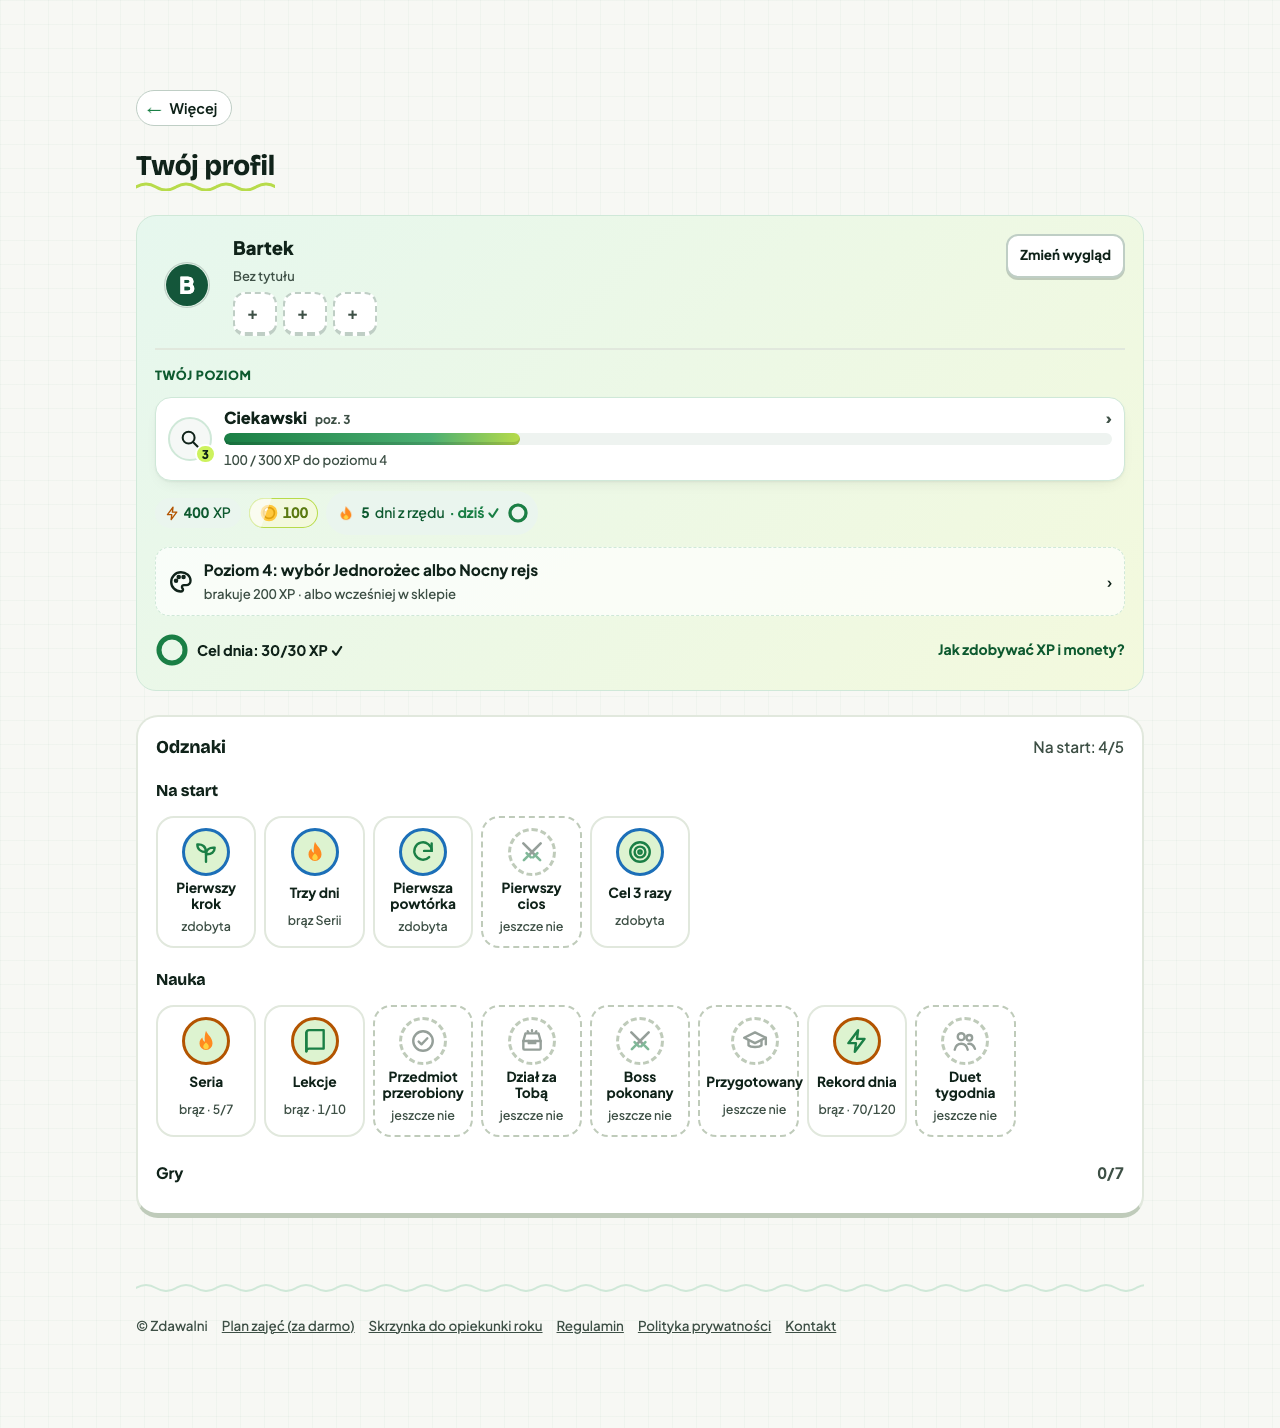 ← Więcej
Twój profil
B
Bartek
Bez tytułu
+ + +
Zmień wygląd
TWÓJ POZIOM
Ciekawski poz. 3 ›
3
100 / 300 XP do poziomu 4
400 XP 100 5 dni z rzędu · dziś ✓
Poziom 4: wybór Jednorożec albo Nocny rejs ›
brakuje 200 XP · albo wcześniej w sklepie
Cel dnia: 30/30 XP ✓ Jak zdobywać XP i monety?
Odznaki Na start: 4/5
Na start
Pierwszy krok
zdobyta
Trzy dni
brąz Serii
Pierwsza powtórka
zdobyta
Pierwszy cios
jeszcze nie
Cel 3 razy
zdobyta
Nauka
Seria
brąz · 5/7
Lekcje
brąz · 1/10
Przedmiot przerobiony
jeszcze nie
Dział za Tobą
jeszcze nie
Boss pokonany
jeszcze nie
Przygotowany
jeszcze nie
Rekord dnia
brąz · 70/120
Duet tygodnia
jeszcze nie
Gry 0/7
© Zdawalni Plan zajęć (za darmo) Skrzynka do opiekunki roku Regulamin Polityka prywatności Kontakt